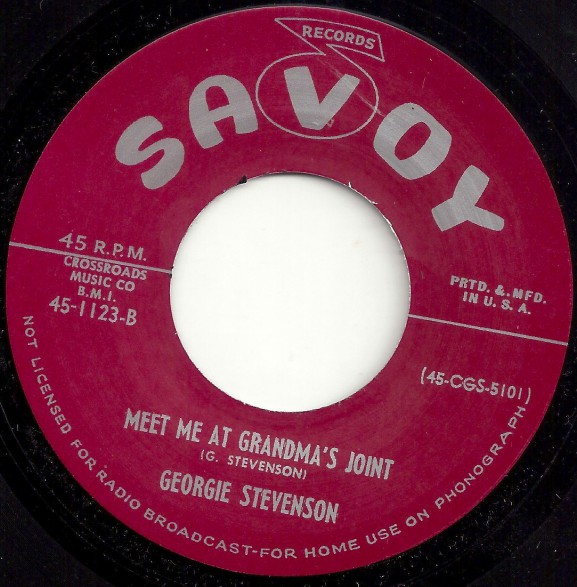 RECORDS
SAVOY
45 R.P.M.
CROSSROADS
MUSIC CO
B.M.I.
45-1123-B
PRTD. & MFD.
IN U.S.A.
(45-CGS-5101)
MEET ME AT GRANDMA'S JOINT
(G. STEVENSON)
GEORGIE STEVENSON
NOT LICENSED FOR RADIO BROADCAST-FOR HOME USE ON PHONOGRAPH